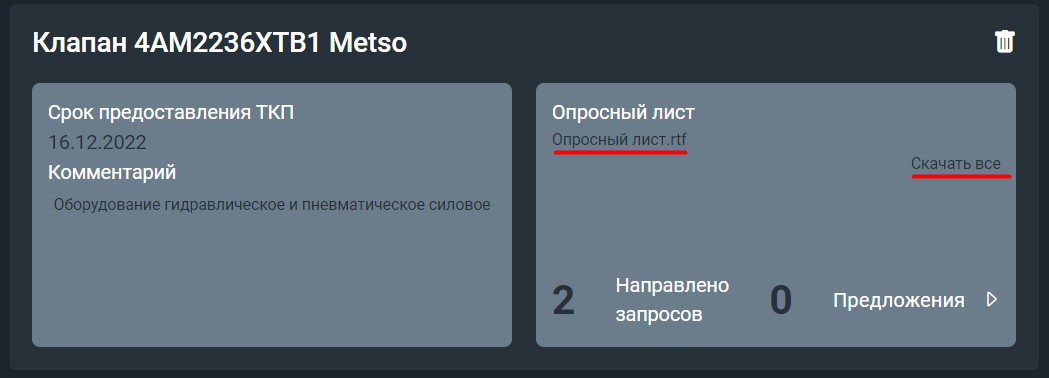 Клапан 4AM2236XTB1 Metso
Срок предоставления ТКП
16.12.2022
Комментарий
Оборудование гидравлическое и пневматическое силовое
Опросный лист
Опросный лист.rtf
Скачать все
2 Направлено
запросов
0 Предложения